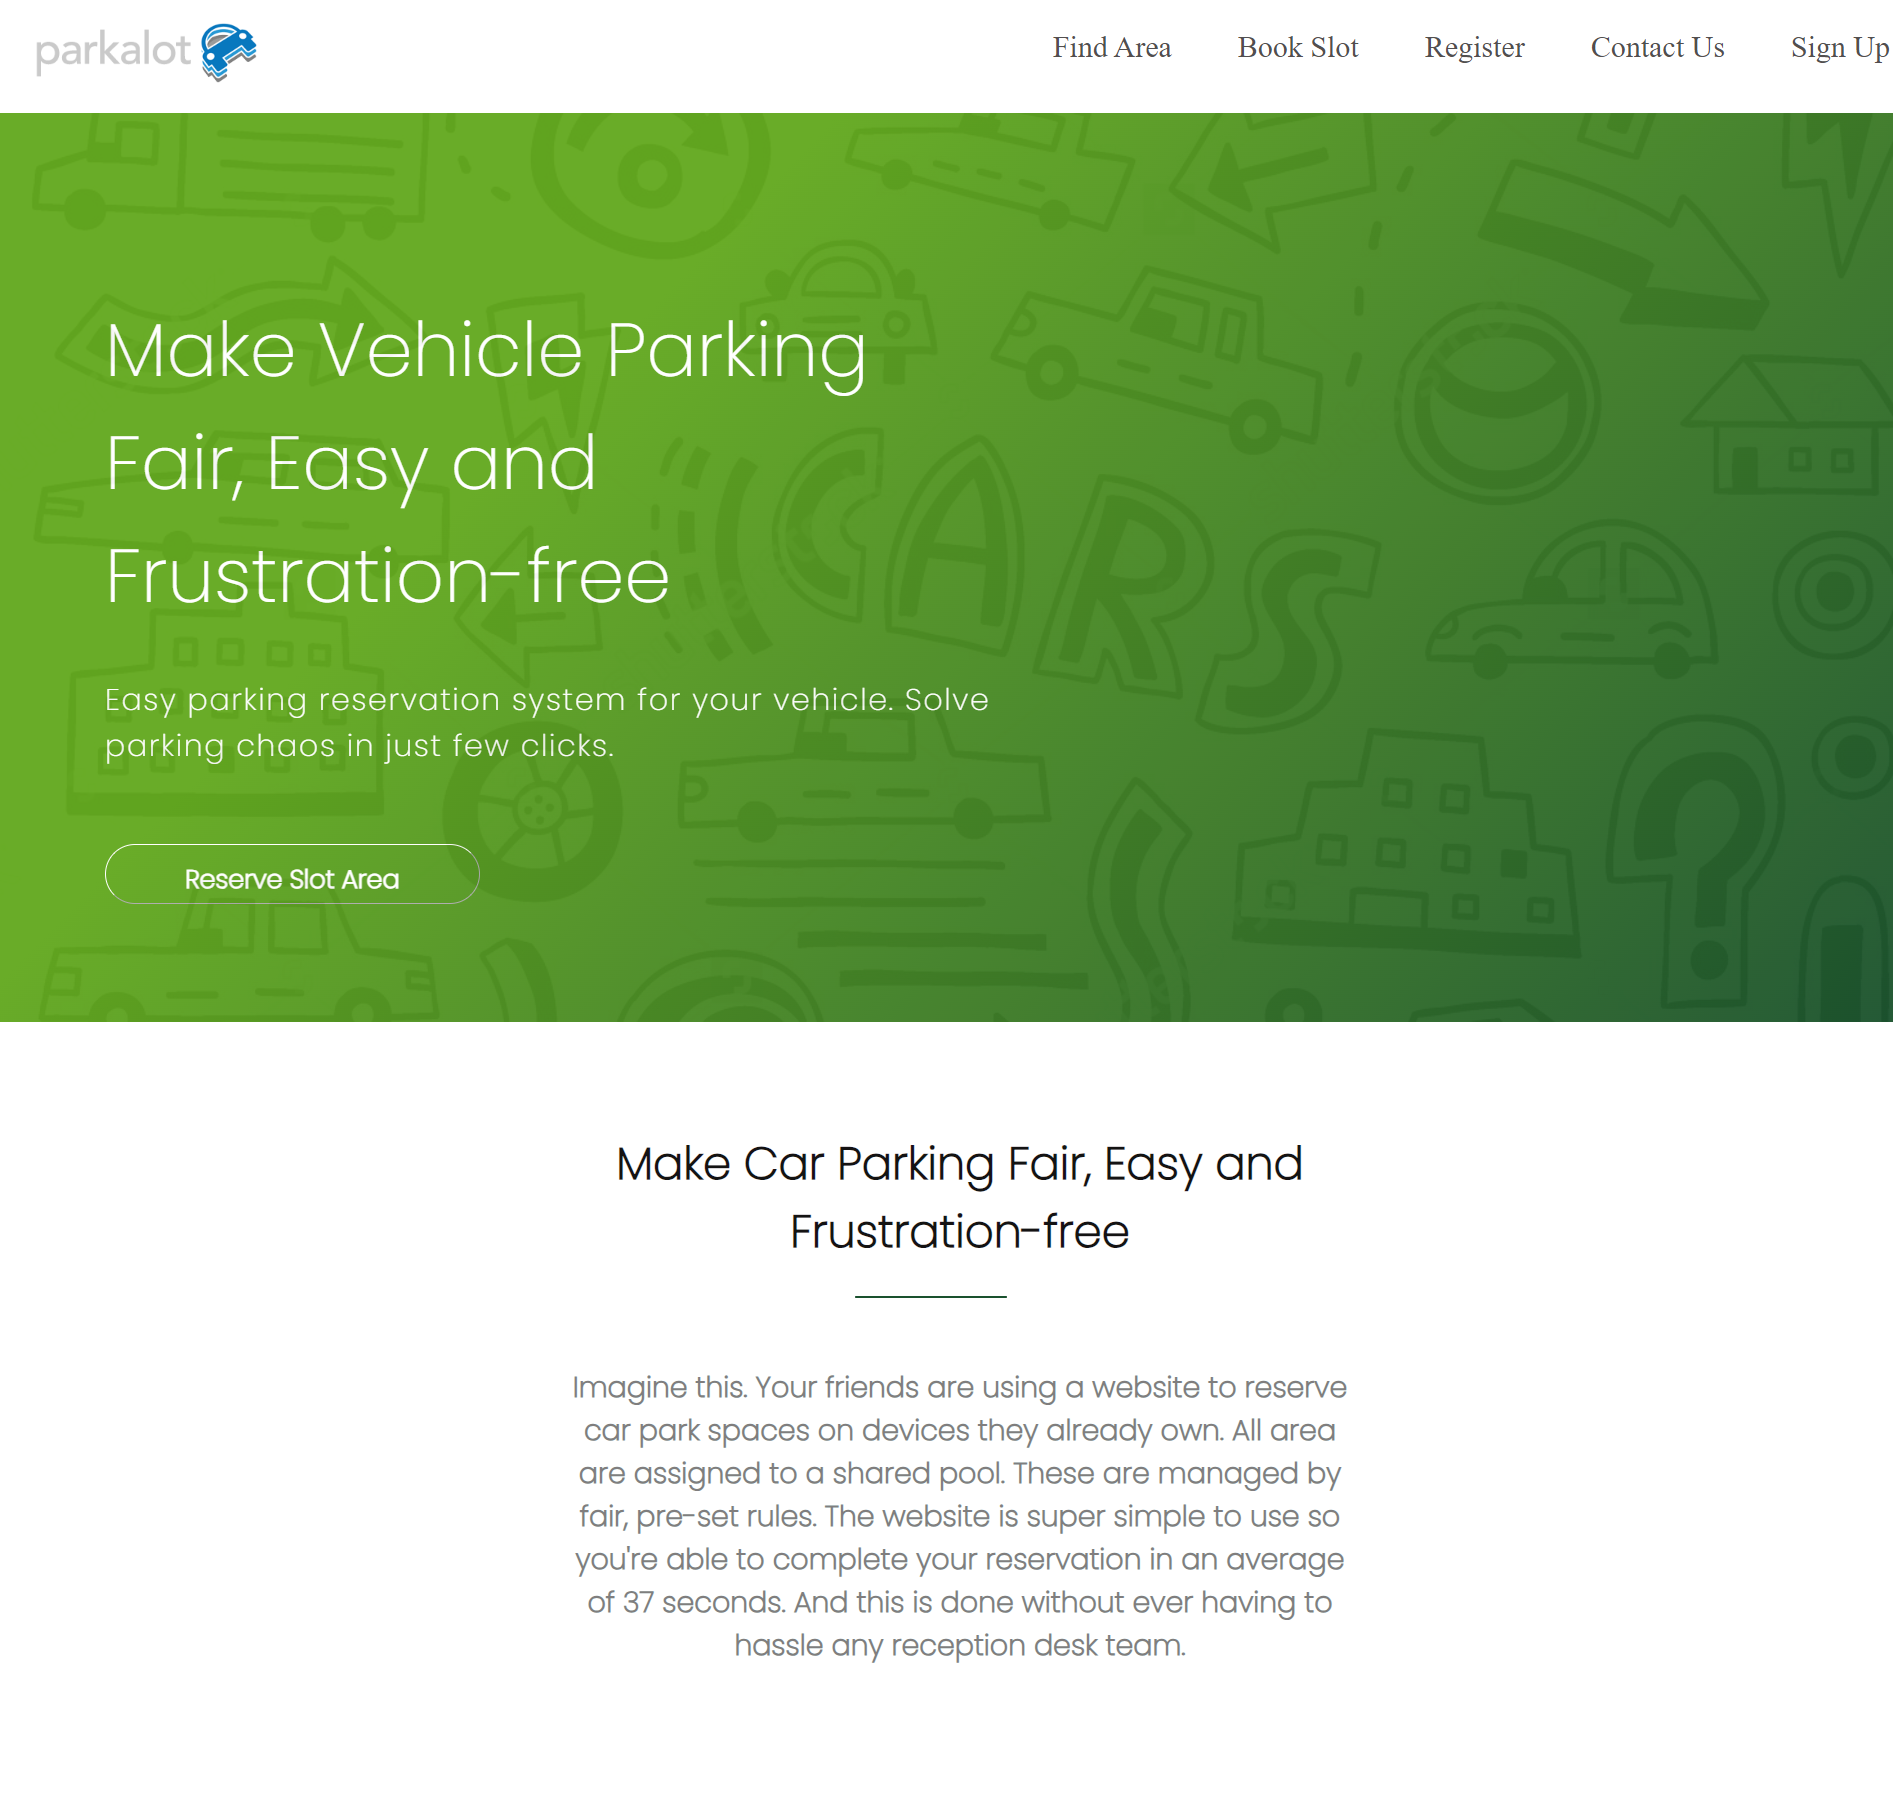 parkalot
Find Area Book Slot Register Contact Us Sign Up
Make Vehicle Parking
Fair, Easy and
Frustration-free
CARS
Easy parking reservation system for your vehicle. Solve
parking chaos in just few clicks.
?
Reserve Slot Area
Make Car Parking Fair, Easy and
Frustration-free
Imagine this. Your friends are using a website to reserve
car park spaces on devices they already own. All area
are assigned to a shared pool. These are managed by
fair, pre-set rules. The website is super simple to use so
you're able to complete your reservation in an average
of 37 seconds. And this is done without ever having to
hassle any reception desk team.